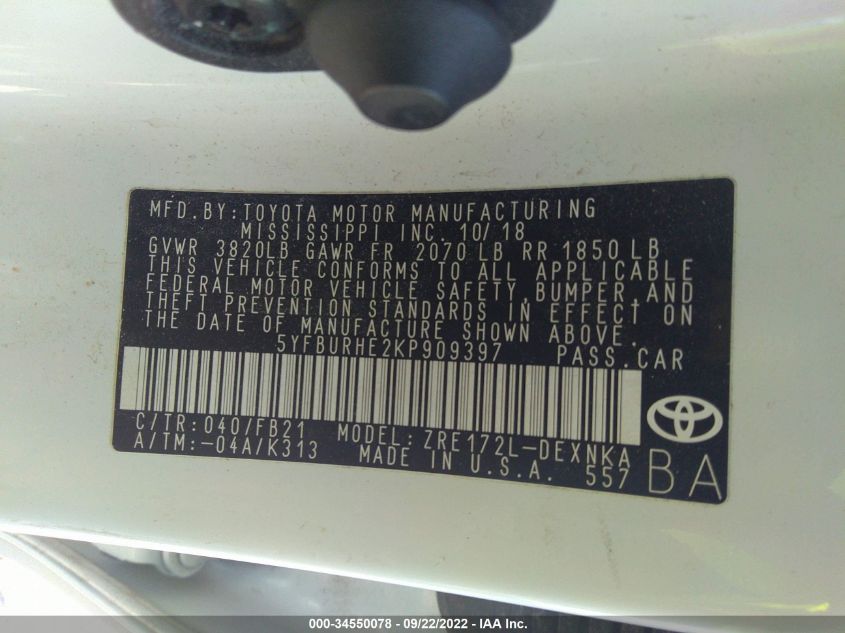 MFD. BY: TOYOTA MOTOR MANUFACTURING
MISSISSIPPI INC. 10/18
GVWR 3820LB GAWR FR 2070 LB RR 1850 LB
THIS VEHICLE CONFORMS TO ALL APPLICABLE
FEDERAL MOTOR VEHICLE SAFETY, BUMPER, AND
THEFT PREVENTION STANDARDS IN EFFECT ON
THE DATE OF MANUFACTURE SHOWN ABOVE.
5YFBURHE2KP909397 PASS. CAR
C/TR: 040/FB21 MODEL: ZRE172L-DEXNKA
A/TM: -04A/K313 MADE IN U.S.A. 557
BA
000-34550078 - 09/22/2022 - IAAI.com